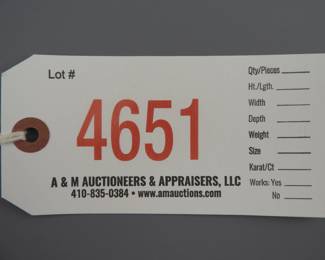 Lot #
4651
A & M AUCTIONEERS & APPRAISERS, LLC
410-835-0384 • www.amauctions.com
Qty/Pieces
Ht./Lgth.
Width
Depth
Weight
Size
Karat/Ct
Works: Yes
No